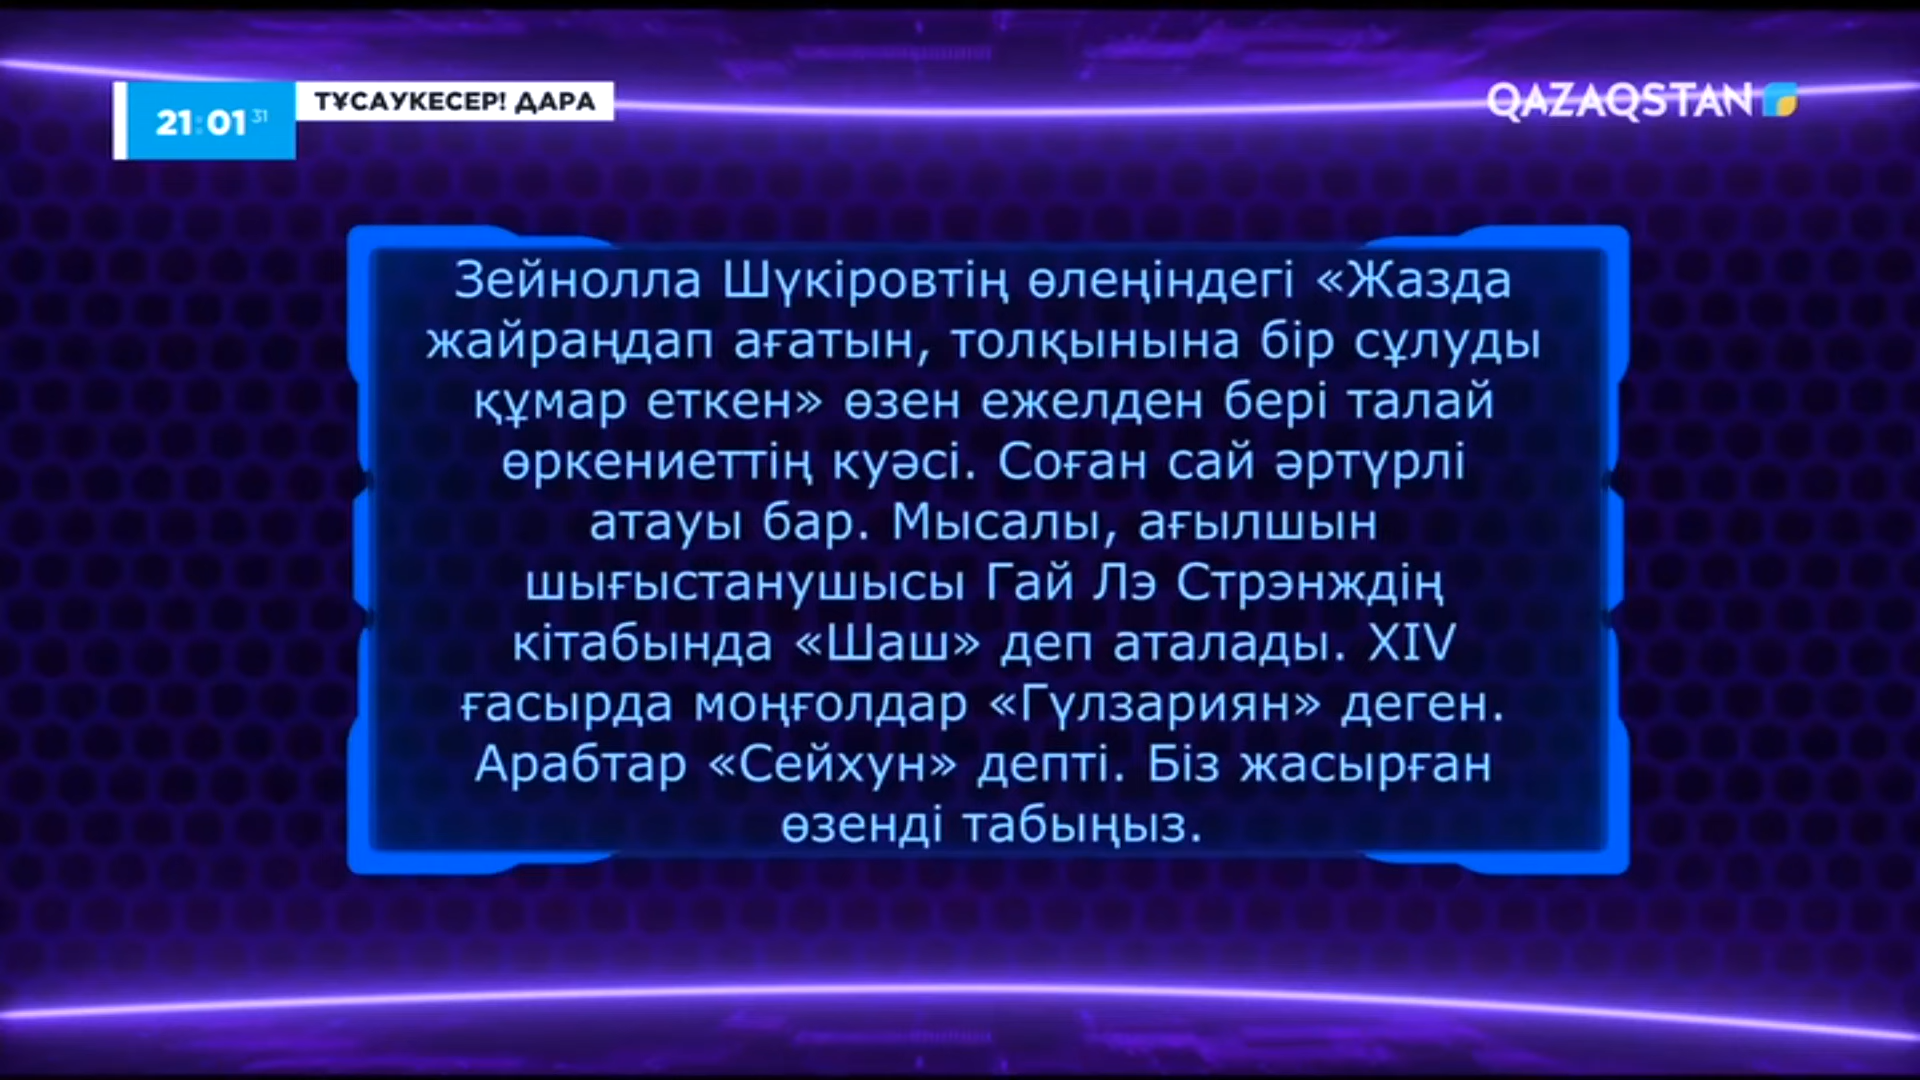 21:01 31
ТҰСАУКЕСЕР! ДАРА
QAZAQSTAN
Зейнолла Шүкіровтің өлеңіндегі «Жазда
жайраңдап ағатын, толқынына бір сұлуды
құмар еткен» өзен ежелден бері талай
өркениеттің куәсі. Соған сай әртүрлі
атауы бар. Мысалы, ағылшын
шығыстанушысы Гай Лэ Стрэнждің
кітабында «Шаш» деп аталады. XIV
ғасырда моңғолдар «Гүлзариян» деген.
Арабтар «Сейхун» депті. Біз жасырған
өзенді табыңыз.